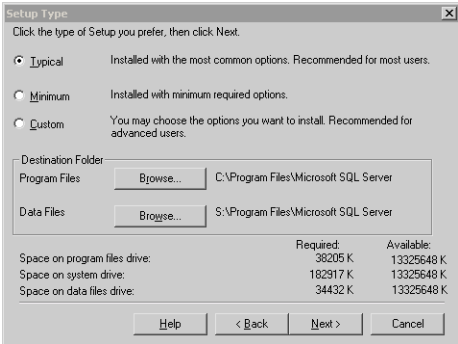 Setup Type
Click the type of Setup you prefer, then click Next.
Typical Installed with the most common options. Recommended for most users.
Minimum Installed with minimum required options.
Custom You may choose the options you want to install. Recommended for
advanced users.
Destination Folder
Program Files Browse... C:\Program Files\Microsoft SQL Server
Data Files Browse... S:\Program Files\Microsoft SQL Server
Required: Available:
Space on program files drive: 38205 K 13325648 K
Space on system drive: 182917 K 13325648 K
Space on data files drive: 34432 K 13325648 K
Help < Back Next > Cancel